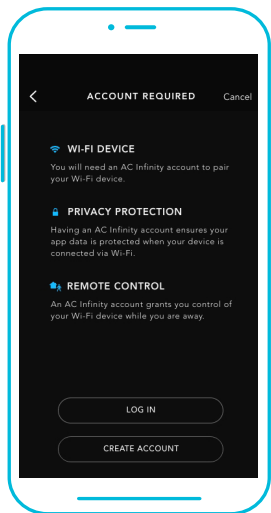 ACCOUNT REQUIRED Cancel
WI-FI DEVICE
You will need an AC Infinity account to pair
your Wi-Fi device.
PRIVACY PROTECTION
Having an AC Infinity account ensures your
app data is protected when your device is
connected via Wi-Fi.
REMOTE CONTROL
An AC Infinity account grants you control of
your Wi-Fi device while you are away.
LOG IN
CREATE ACCOUNT